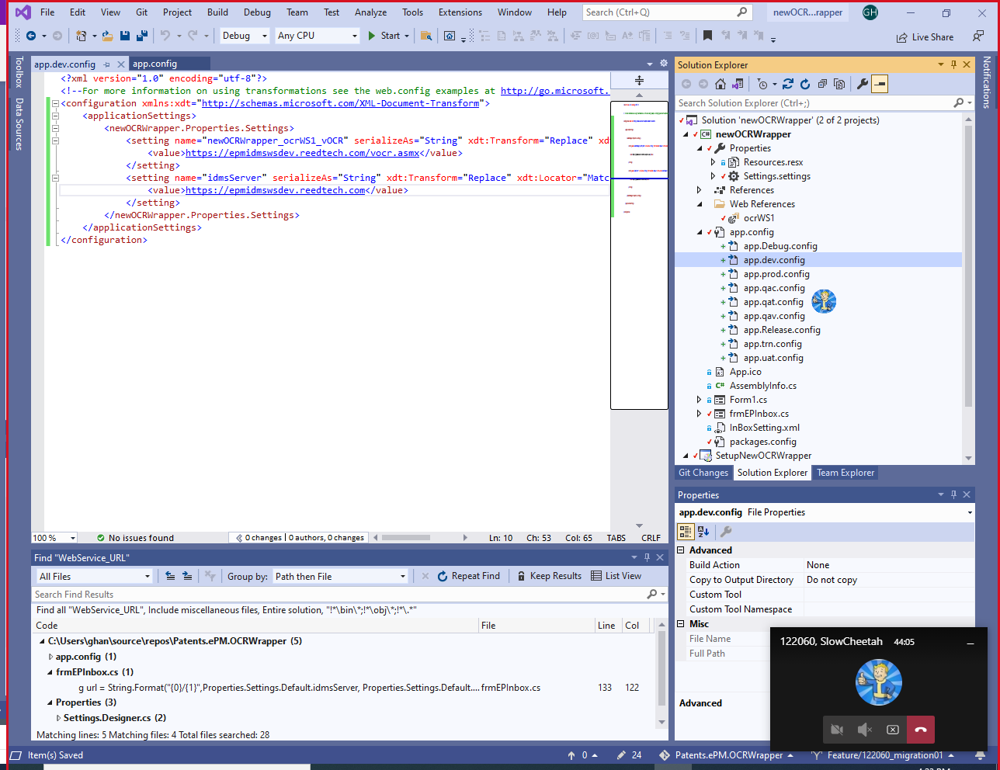 File Edit View Git Project Build Debug Team Test Analyze Tools Extensions Window Help Search (Ctrl+Q) newOCR...rapper GH
Debug Any CPU Start Live Share
Toolbox
Data Sources
app.dev.config app.config
<?xml version="1.0" encoding="utf-8"?>
<!--For more information on using transformations see the web.config examples at http://go.microsoft.
<configuration xmlns:xdt="http://schemas.microsoft.com/XML-Document-Transform">
<applicationSettings>
<newOCRWrapper.Properties.Settings>
<setting name="newOCRWrapper_ocrWS1_vOCR" serializeAs="String" xdt:Transform="Replace" xdt
<value>https://epmidmswsdev.reedtech.com/vocr.asmx</value>
</setting>
<setting name="idmsServer" serializeAs="String" xdt:Transform="Replace" xdt:Locator="Matc
<value>https://epmidmswsdev.reedtech.com</value>
</setting>
</newOCRWrapper.Properties.Settings>
</applicationSettings>
</configuration>
100 % No issues found 0 changes | 0 authors, 0 changes Ln: 10 Ch: 53 Col: 65 TABS CRLF
Find "WebService_URL"
All Files Group by: Path then File Repeat Find Keep Results List View
Search Find Results
Find all "WebService_URL", Include miscellaneous files, Entire solution, "!*\bin\*;!*\obj\*;!*\.*"
Code File Line Col
C:\Users\ghan\source\repos\Patents.ePM.OCRWrapper (5)
app.config (1)
frmEPInbox.cs (1)
g url = String.Format("{0}/{1}",Properties.Settings.Default.idmsServer, Properties.Settings.Default.... frmEPInbox.cs 133 122
Properties (3)
Settings.Designer.cs (2)
Matching lines: 5 Matching files: 4 Total files searched: 28
Solution Explorer
Search Solution Explorer (Ctrl+;)
Solution 'newOCRWrapper' (2 of 2 projects)
newOCRWrapper
Properties
Resources.resx
Settings.settings
References
Web References
ocrWS1
app.config
app.Debug.config
app.dev.config
app.prod.config
app.qac.config
app.qat.config
app.qav.config
app.Release.config
app.trn.config
app.uat.config
App.ico
AssemblyInfo.cs
Form1.cs
frmEPInbox.cs
InBoxSetting.xml
packages.config
SetupNewOCRWrapper
Git Changes Solution Explorer Team Explorer
Notifications
Properties
app.dev.config File Properties
Advanced
Build Action None
Copy to Output Directory Do not copy
Custom Tool
Custom Tool Namespace
Misc
File Name
Full Path
Advanced
122060, SlowCheetah 44:05
Item(s) Saved 0 24 Patents.ePM.OCRWrapper Feature/122060_migration01